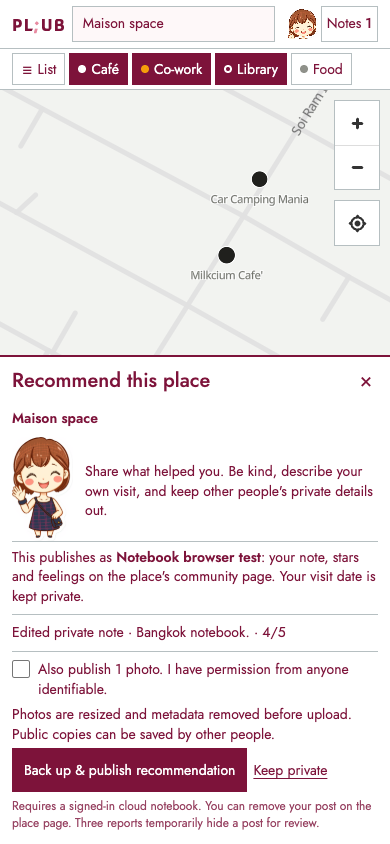 PL;UB
Maison space
Notes 1
List
Café
Co-work
Library
Food
Soi Ram
Car Camping Mania
Milkcium Cafe'
Recommend this place
Maison space
Share what helped you. Be kind, describe your
own visit, and keep other people's private details
out.
This publishes as Notebook browser test: your note, stars
and feelings on the place's community page. Your visit date is
kept private.
Edited private note · Bangkok notebook. · 4/5
Also publish 1 photo. I have permission from anyone
identifiable.
Photos are resized and metadata removed before upload.
Public copies can be saved by other people.
Back up & publish recommendation
Keep private
Requires a signed-in cloud notebook. You can remove your post on the
place page. Three reports temporarily hide a post for review.